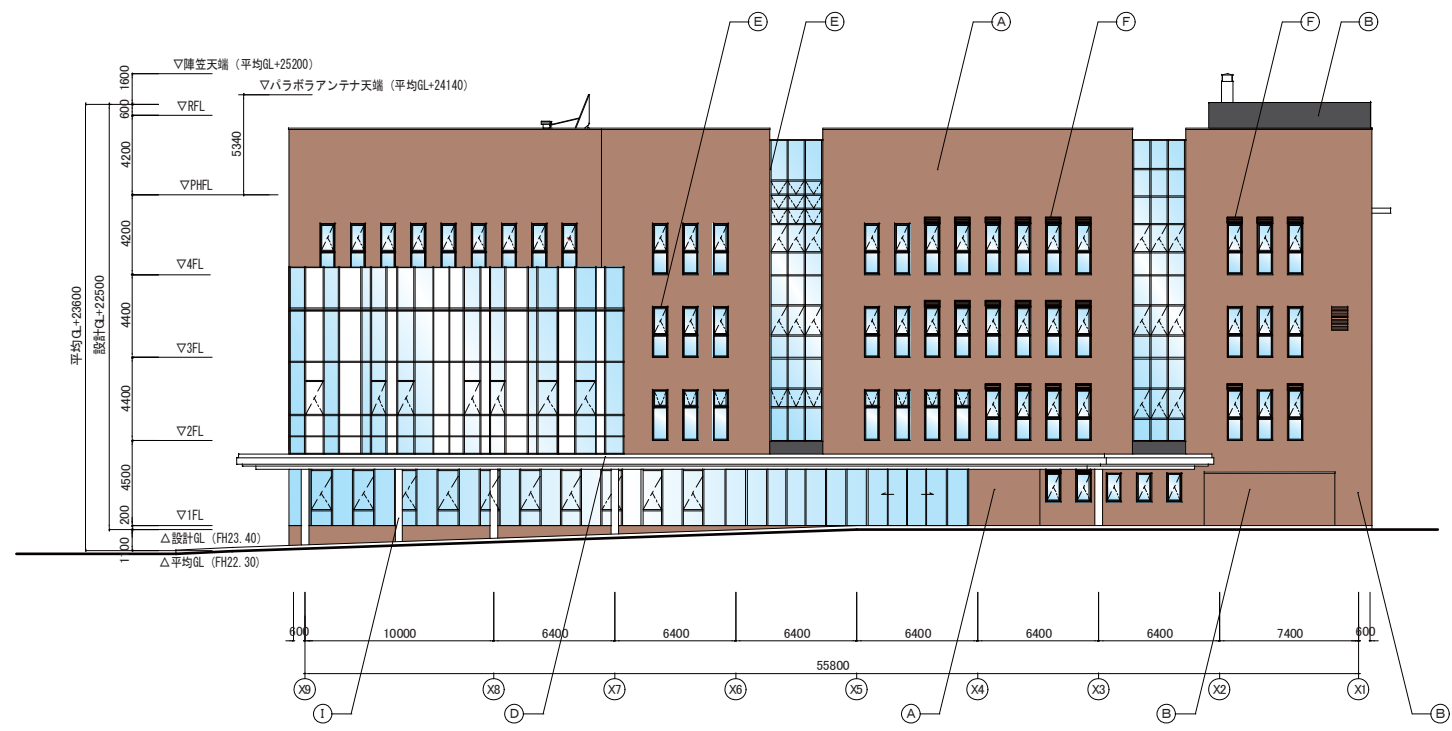 E
E
A
F
F
B
▽陣笠天端 (平均GL+25200)
▽パラボラアンテナ天端 (平均GL+24140)
▽RFL
▽PHFL
▽4FL
▽3FL
▽2FL
▽1FL
△設計GL (FH23.40)
△平均GL (FH22.30)
1600
600
4200
4200
4400
4400
4500
200
1100
5340
設計GL+22500
平均GL+23600
600
10000
6400
6400
6400
6400
6400
6400
7400
600
55800
X9
X8
X7
X6
X5
X4
X3
X2
X1
I
D
A
B
B